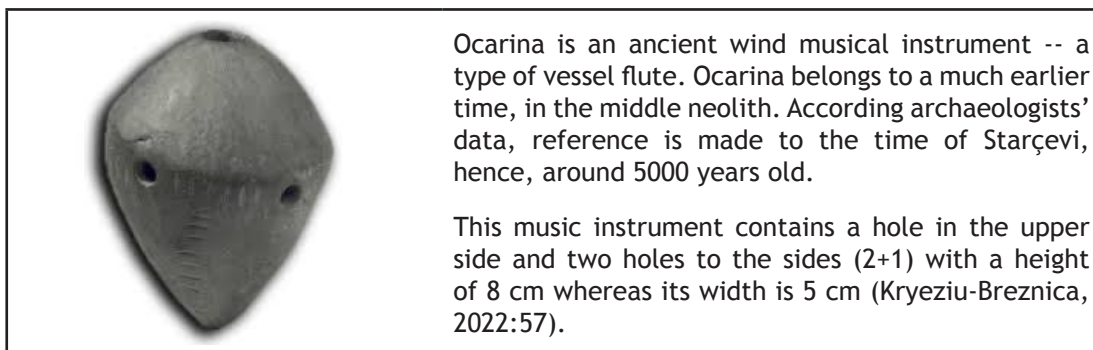 Ocarina is an ancient wind musical instrument -- a
type of vessel flute. Ocarina belongs to a much earlier
time, in the middle neolith. According archaeologists’
data, reference is made to the time of Starçevi,
hence, around 5000 years old.
This music instrument contains a hole in the upper
side and two holes to the sides (2+1) with a height
of 8 cm whereas its width is 5 cm (Kryeziu-Breznica,
2022:57).